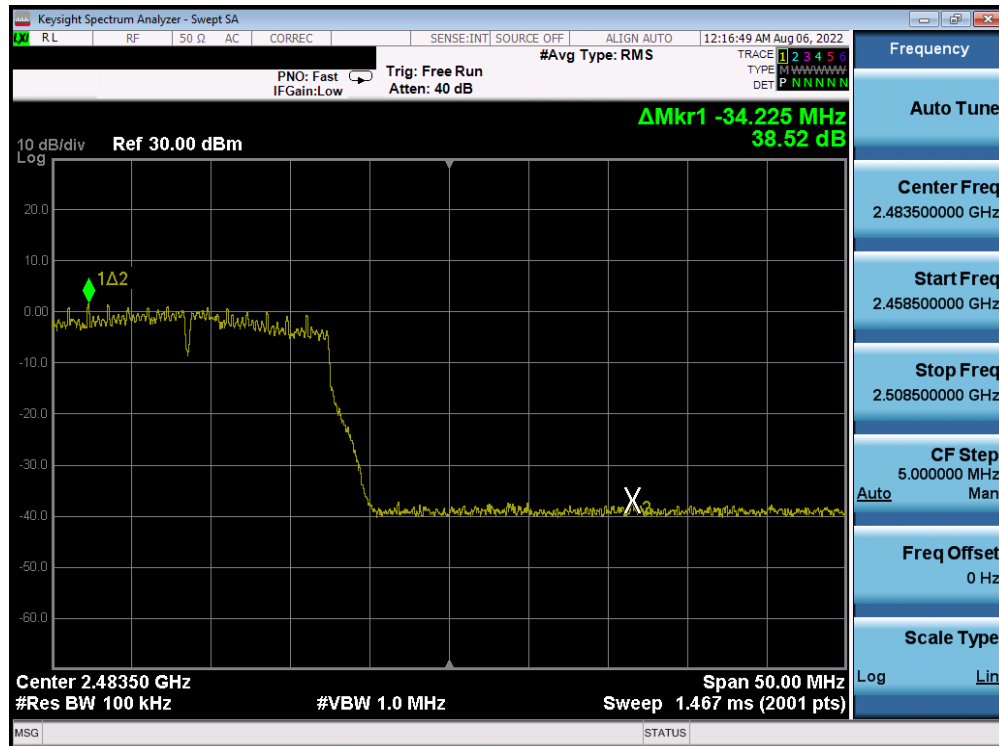 Keysight Spectrum Analyzer - Swept SA
LXI RL RF 50 Ω AC CORREC SENSE:INT SOURCE OFF ALIGN AUTO 12:16:49 AM Aug 06, 2022
#Avg Type: RMS
PNO: Fast
IFGain:Low
Trig: Free Run
Atten: 40 dB
TRACE 1 2 3 4 5 6
TYPE M WWWWW
DET P N N N N N
ΔMkr1 -34.225 MHz
38.52 dB
10 dB/div Ref 30.00 dBm
Log
20.0
10.0
1Δ2
0.00
-10.0
-20.0
-30.0
X2
-40.0
-50.0
-60.0
Center 2.48350 GHz Span 50.00 MHz
#Res BW 100 kHz #VBW 1.0 MHz Sweep 1.467 ms (2001 pts)
MSG STATUS
Frequency
Auto Tune
Center Freq
2.483500000 GHz
Start Freq
2.458500000 GHz
Stop Freq
2.508500000 GHz
CF Step
5.000000 MHz
Auto Man
Freq Offset
0 Hz
Scale Type
Log Lin